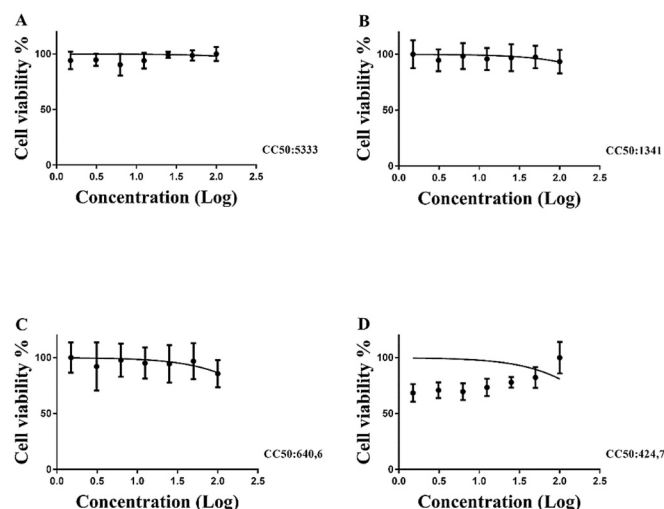 A
B
Cell viability %
100
50
0
0.0 0.5 1.0 1.5 2.0 2.5
Concentration (Log)
CC50:5333
Cell viability %
100
50
0
0.0 0.5 1.0 1.5 2.0 2.5
Concentration (Log)
CC50:1341
C
D
Cell viability %
100
50
0
0.0 0.5 1.0 1.5 2.0 2.5
Concentration (Log)
CC50:640,6
Cell viability %
100
50
0
0.0 0.5 1.0 1.5 2.0 2.5
Concentration (Log)
CC50:424,7